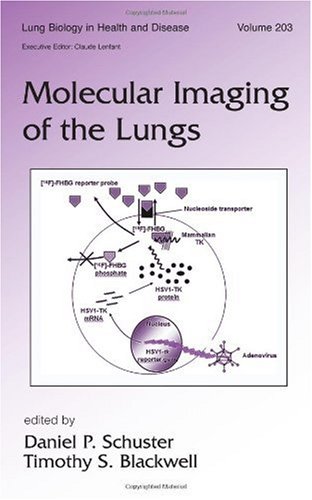 Lung Biology in Health and Disease Volume 203
Executive Editor: Claude Lenfant
Molecular Imaging
of the Lungs
[¹⁸F]-FHBG reporter probe
Nucleoside transporter
[¹⁸F]-FHBG
Mammalian
TK
[¹⁸F]-FHBG
phosphate
HSV1-TK
protein
HSV1-TK
mRNA
Nucleus
HSV1-tk
reporter gene
Adenovirus
edited by
Daniel P. Schuster
Timothy S. Blackwell